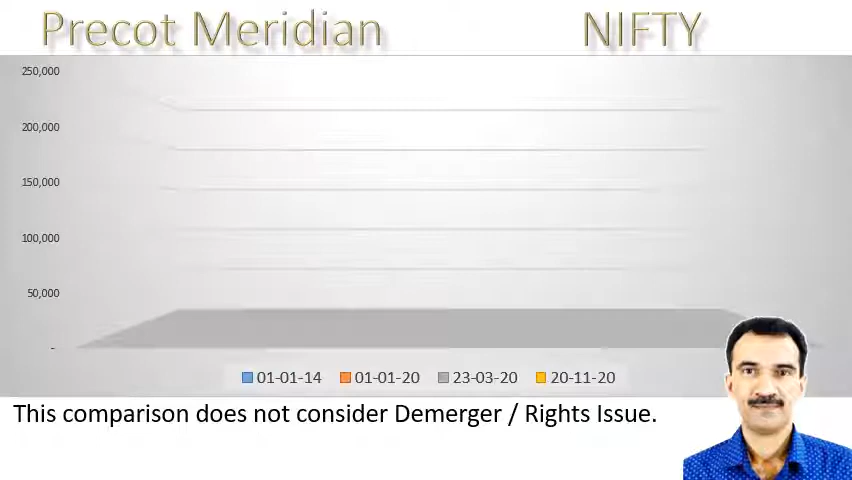 Precot Meridian NIFTY
250,000
200,000
150,000
100,000
50,000
-
01-01-14 01-01-20 23-03-20 20-11-20
This comparison does not consider Demerger / Rights Issue.